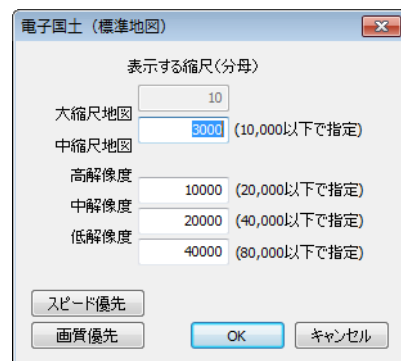 電子国土（標準地図）
表示する縮尺(分母)
10
大縮尺地図
3000 (10,000以下で指定)
中縮尺地図
高解像度
10000 (20,000以下で指定)
中解像度
20000 (40,000以下で指定)
低解像度
40000 (80,000以下で指定)
スピード優先
画質優先 OK キャンセル